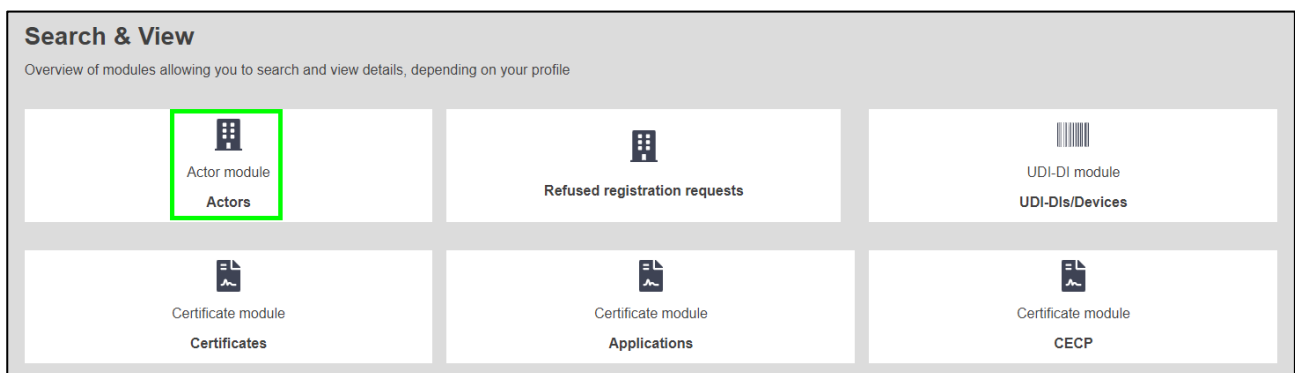 Search & View
Overview of modules allowing you to search and view details, depending on your profile
Actor module
Actors
Refused registration requests
UDI-DI module
UDI-DIs/Devices
Certificate module
Certificates
Certificate module
Applications
Certificate module
CECP